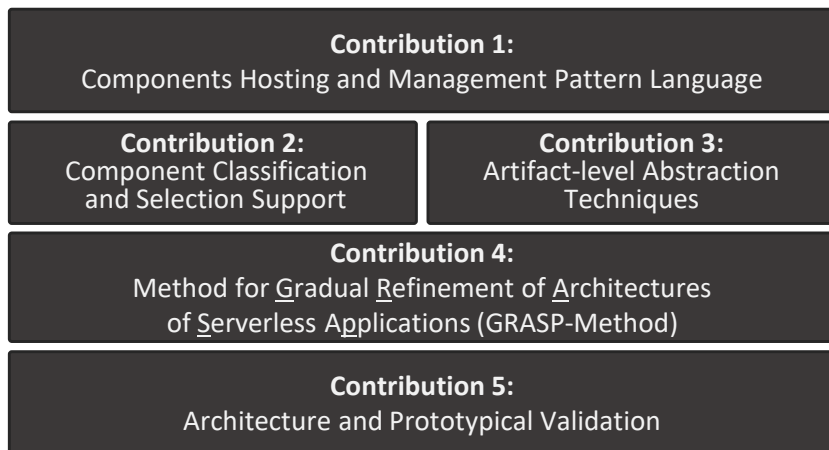 Contribution 1:
Components Hosting and Management Pattern Language
Contribution 2:
Component Classification
and Selection Support
Contribution 3:
Artifact-level Abstraction
Techniques
Contribution 4:
Method for Gradual Refinement of Architectures
of Serverless Applications (GRASP-Method)
Contribution 5:
Architecture and Prototypical Validation